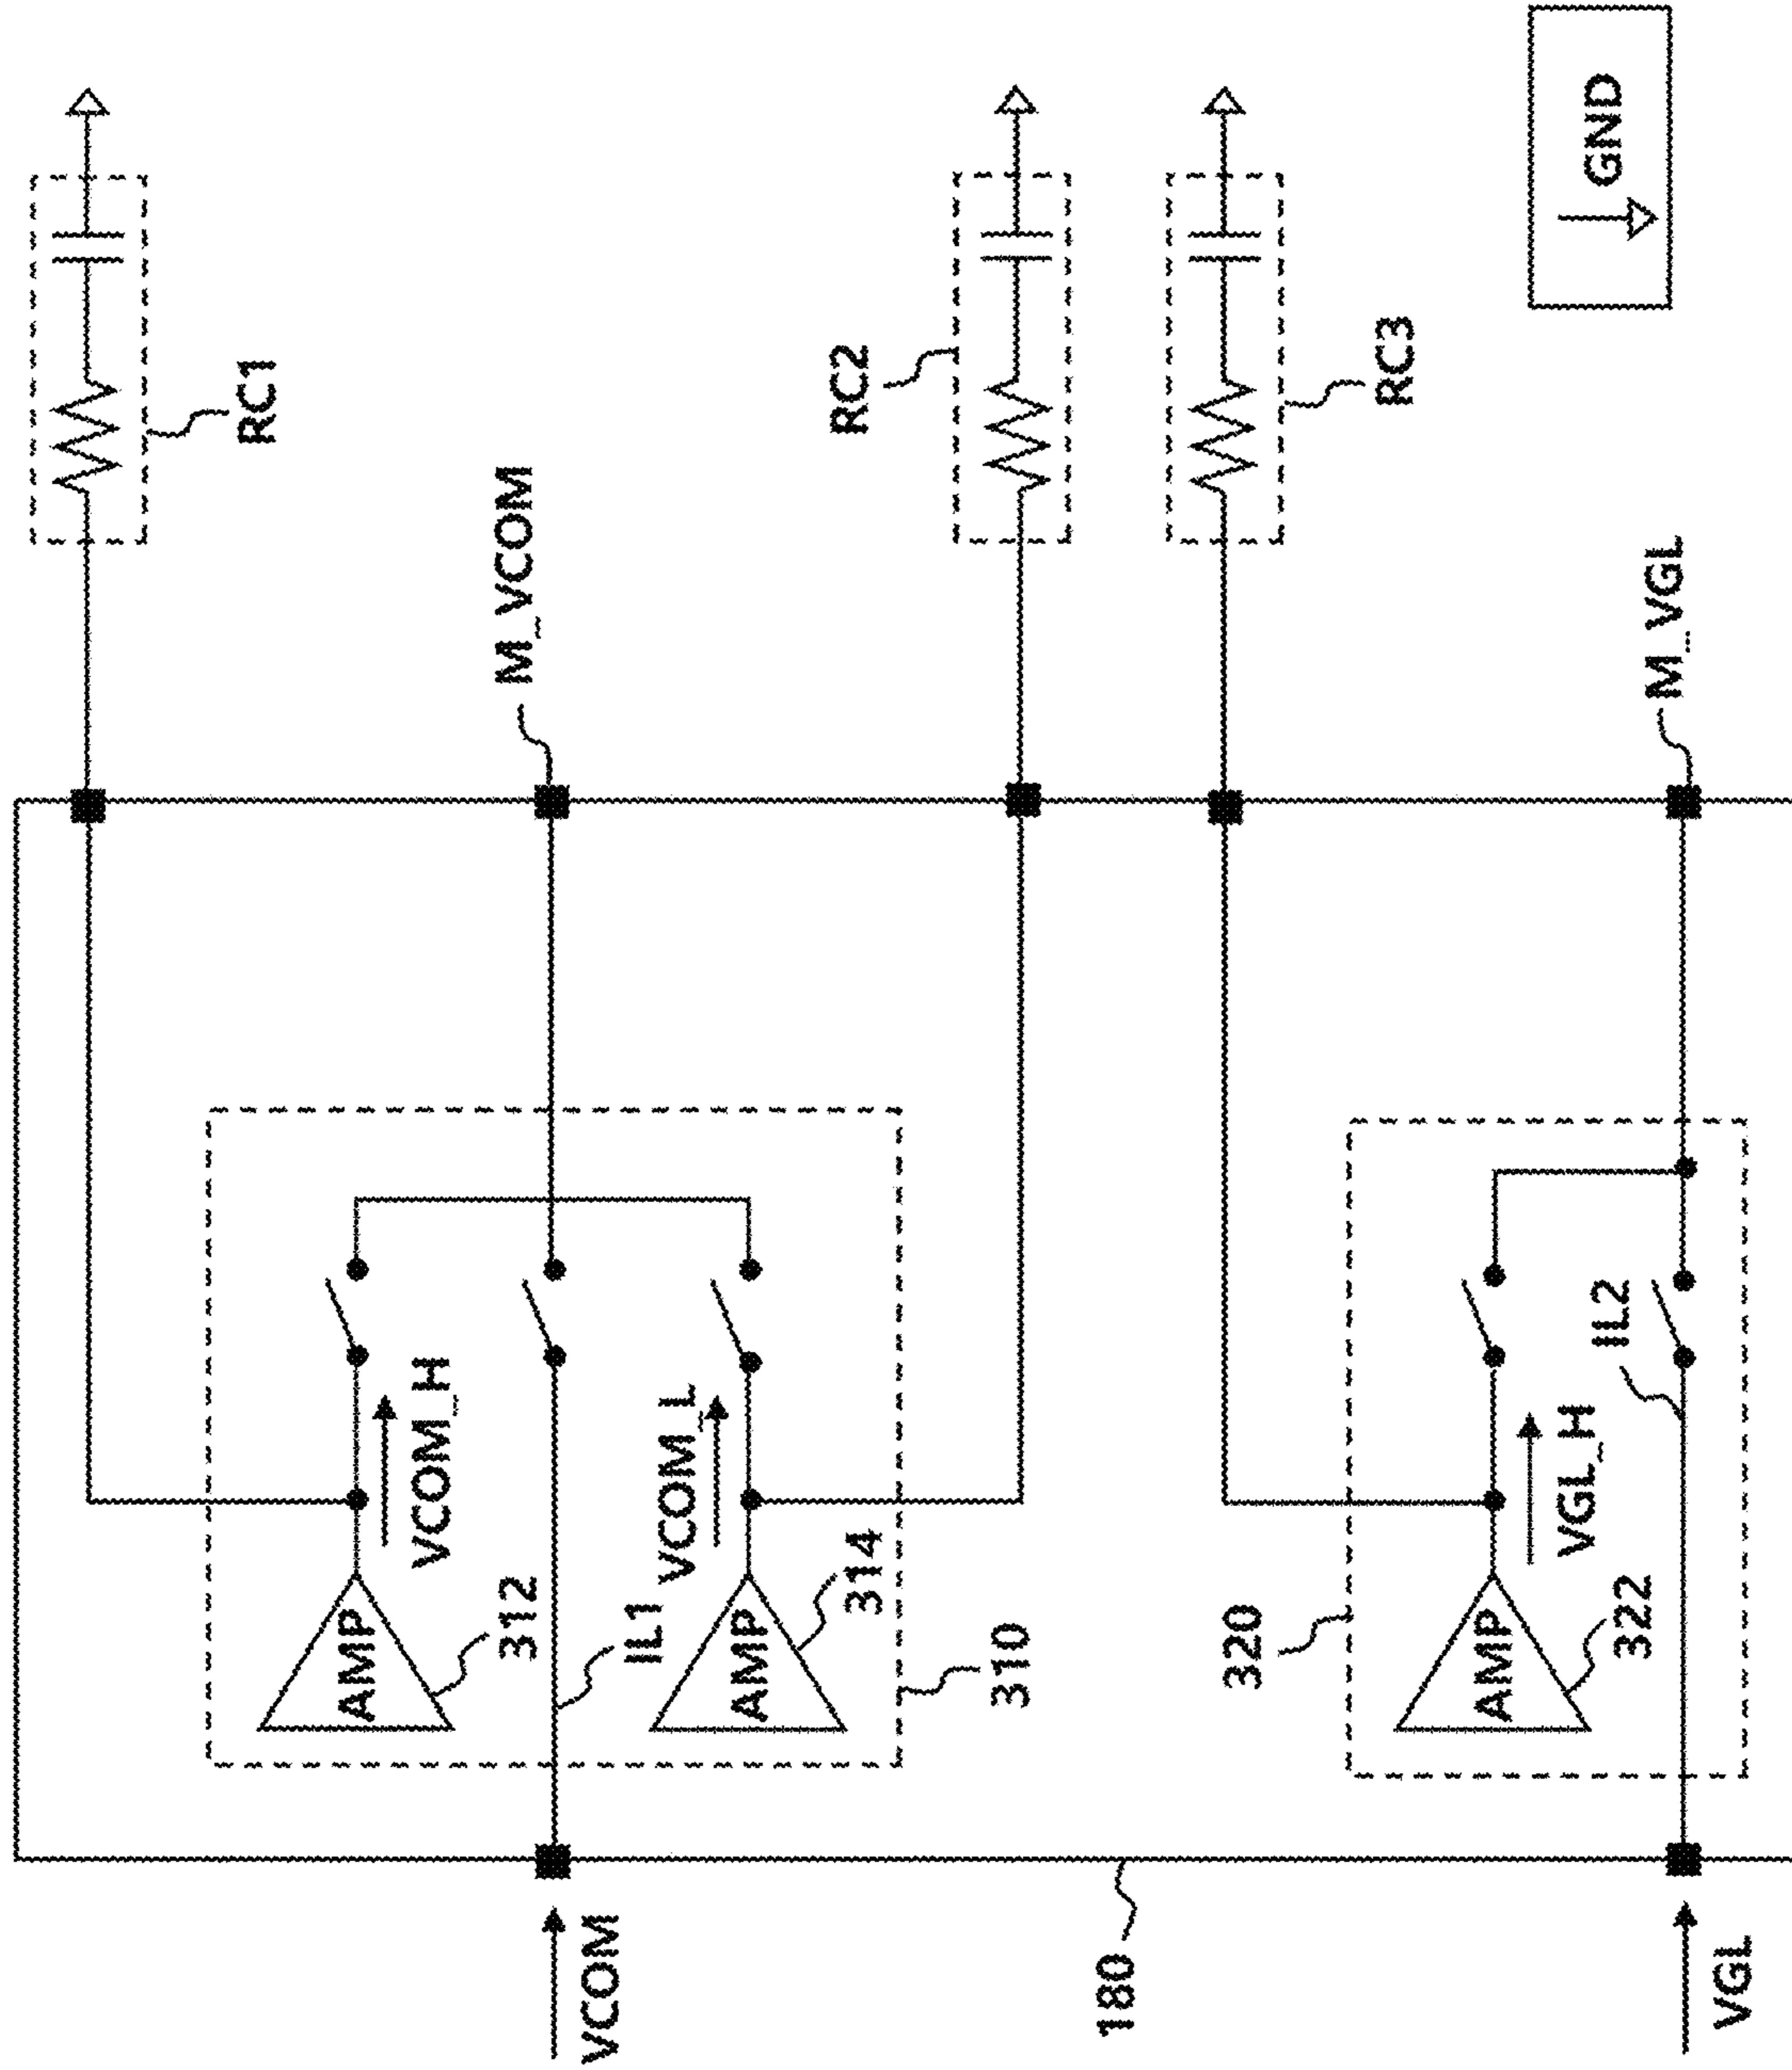 RC1
M_VCOM
RC2
RC3
M_VGL
GND
AMP
VCOM_H
312
IL1
AMP
VCOM_L
314
310
320
AMP
VGL_H
322
IL2
VCOM
180
VGL